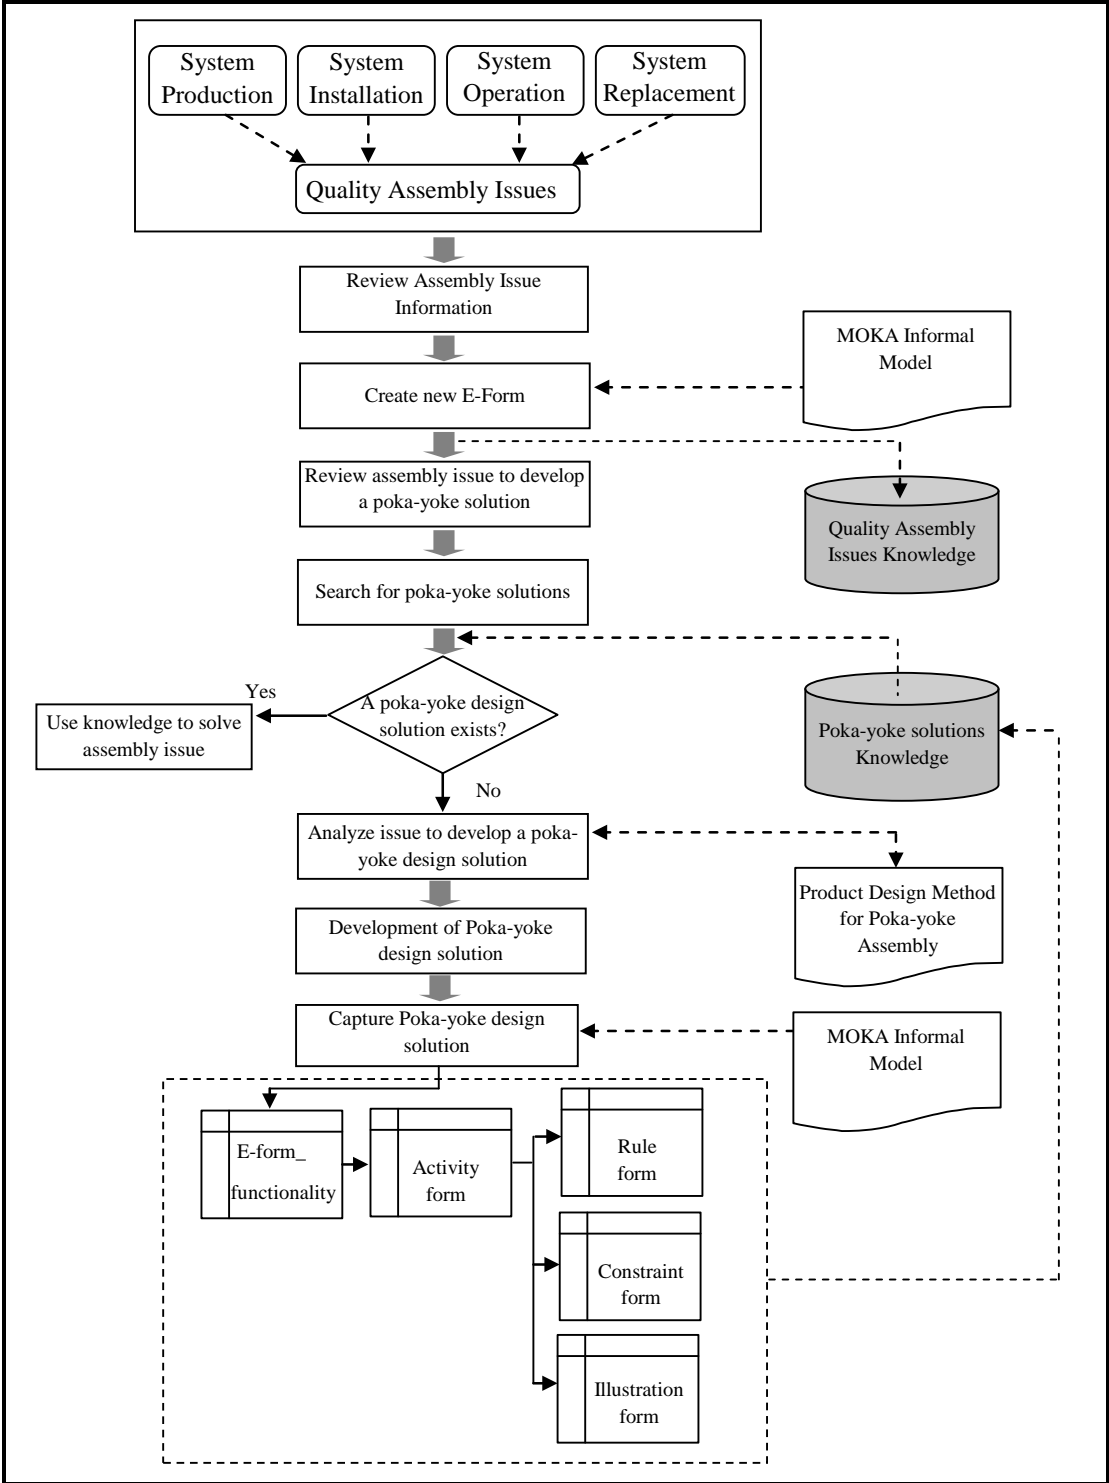 System
Production
System
Installation
System
Operation
System
Replacement
Quality Assembly Issues
Review Assembly Issue
Information
MOKA Informal
Model
Create new E-Form
Review assembly issue to develop
a poka-yoke solution
Quality Assembly
Issues Knowledge
Search for poka-yoke solutions
Yes
A poka-yoke design
solution exists?
Use knowledge to solve
assembly issue
Poka-yoke solutions
Knowledge
No
Analyze issue to develop a poka-
yoke design solution
Product Design Method
for Poka-yoke
Assembly
Development of Poka-yoke
design solution
Capture Poka-yoke design
solution
MOKA Informal
Model
E-form_
functionality
Activity
form
Rule
form
Constraint
form
Illustration
form